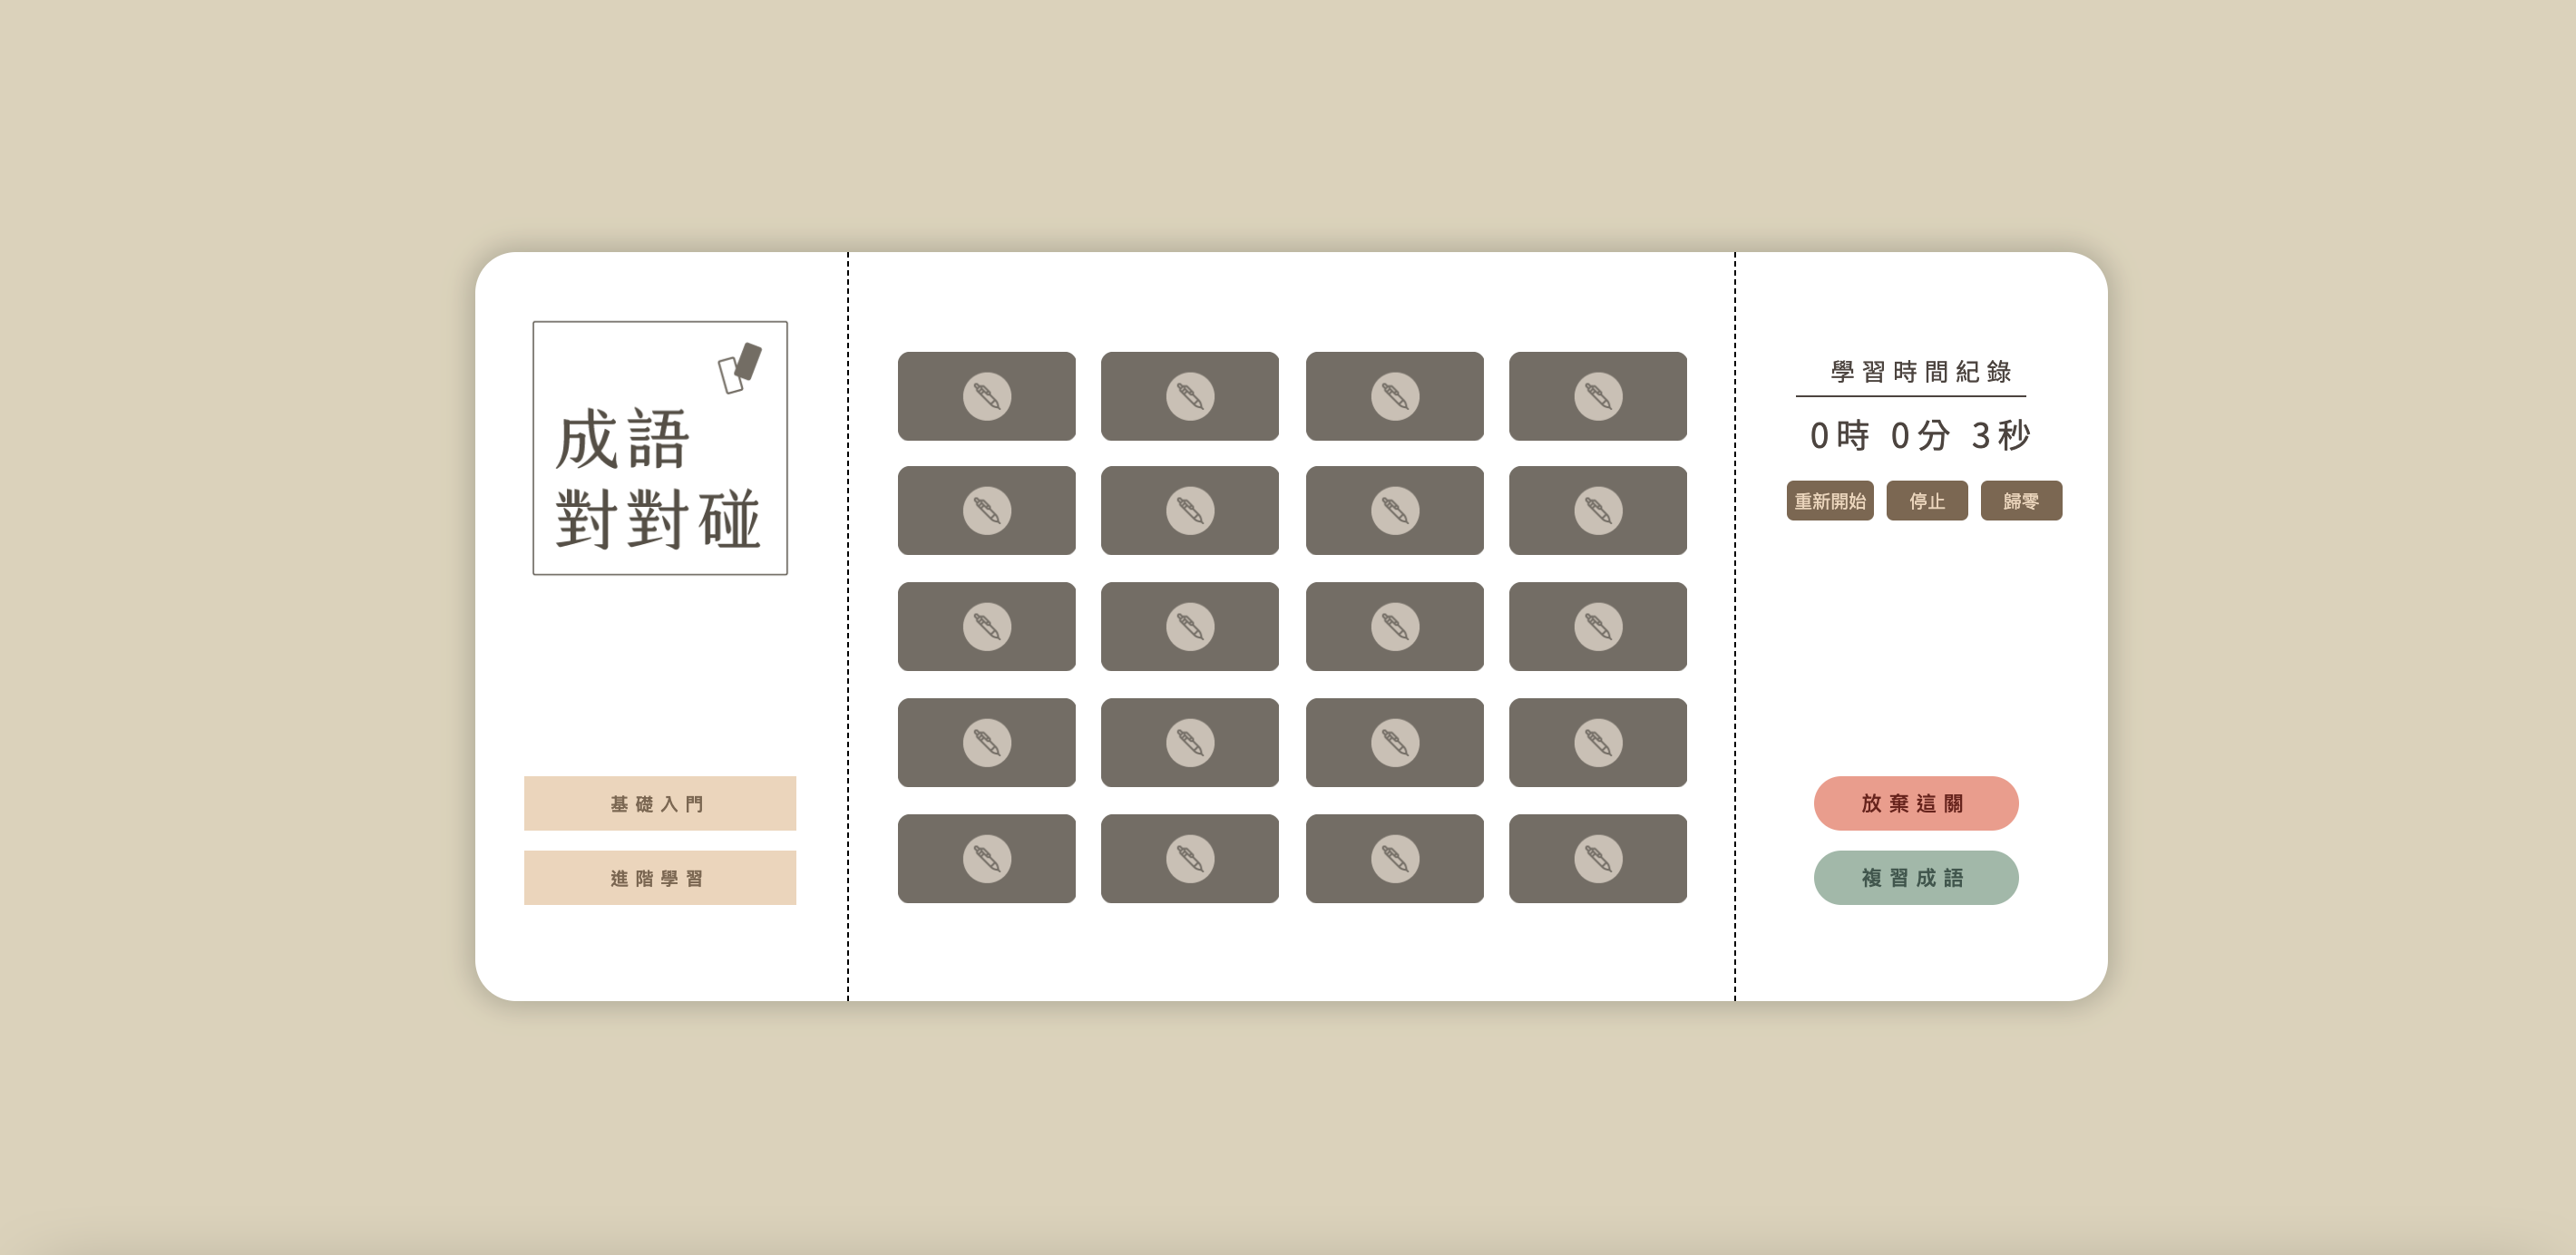 成語
對對碰
基礎入門
進階學習
學習時間紀錄
0時 0分 3秒
重新開始
停止
歸零
放棄這關
複習成語